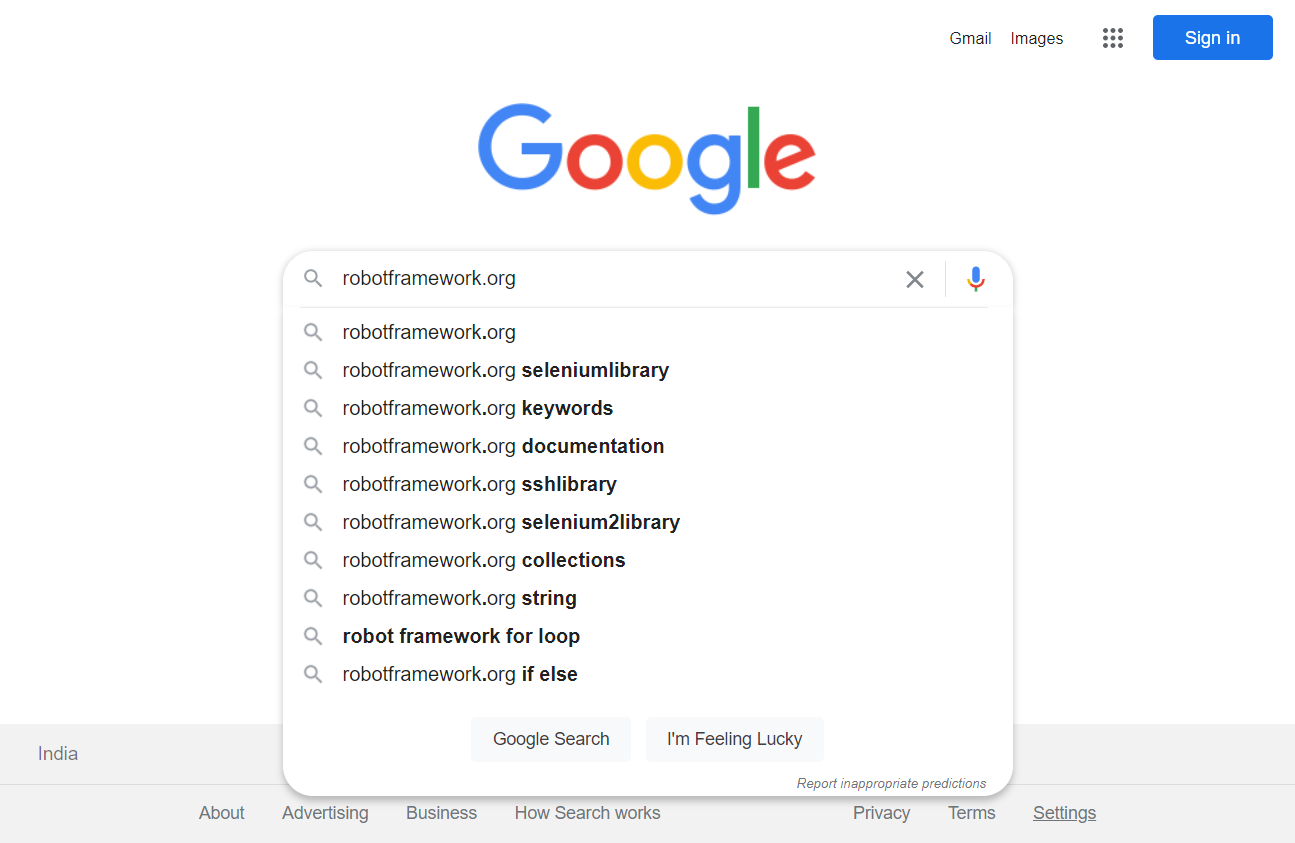 Gmail Images Sign in
Google
robotframework.org
robotframework.org
robotframework.org seleniumlibrary
robotframework.org keywords
robotframework.org documentation
robotframework.org sshlibrary
robotframework.org selenium2library
robotframework.org collections
robotframework.org string
robot framework for loop
robotframework.org if else
Google Search I'm Feeling Lucky
India
Report inappropriate predictions
About Advertising Business How Search works Privacy Terms Settings